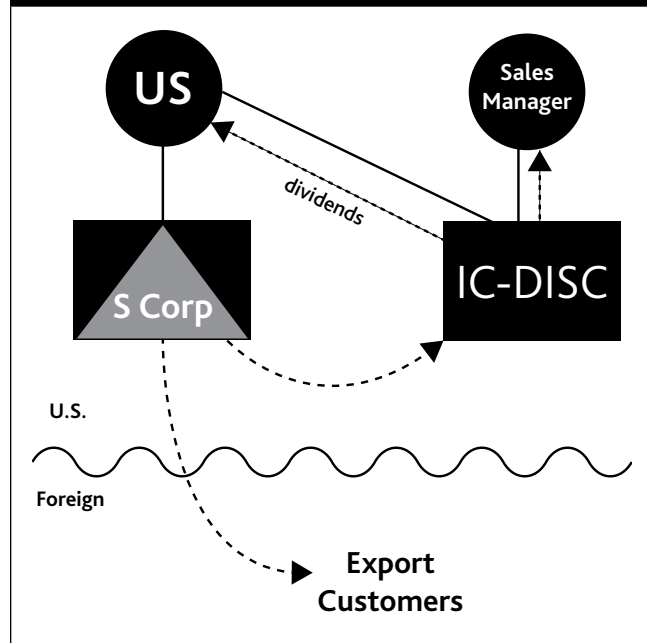 US
Sales
Manager
dividends
S Corp
IC-DISC
U.S.
Foreign
Export
Customers